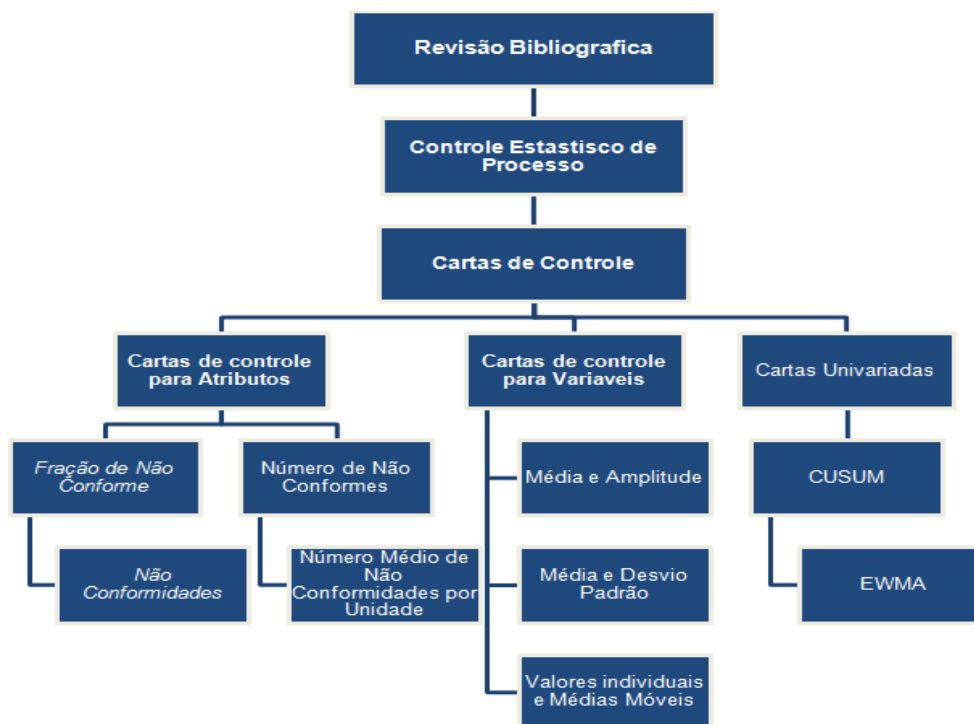 Revisão Bibliografica
Controle Estastisco de
Processo
Cartas de Controle
Cartas de controle
para Atributos
Cartas de controle
para Variaveis
Cartas Univariadas
Fração de Não
Conforme
Número de Não
Conformes
Média e Amplitude
CUSUM
Não
Conformidades
Número Médio de
Não
Conformidades por
Unidade
Média e Desvio
Padrão
EWMA
Valores individuais
e Médias Móveis